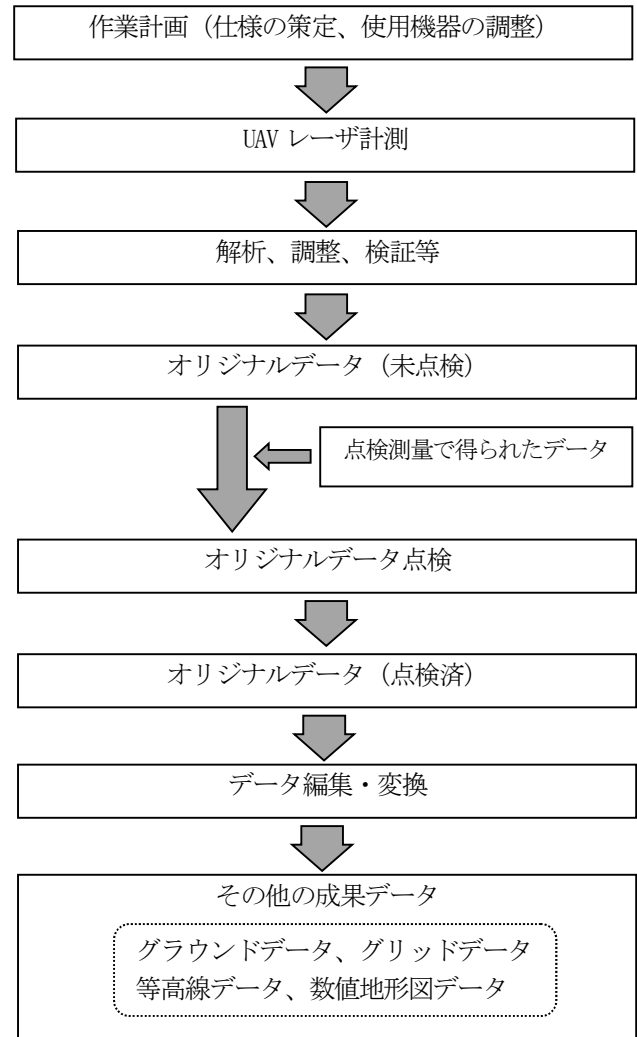 作業計画（仕様の策定、使用機器の調整）
UAV レーザ計測
解析、調整、検証等
オリジナルデータ（未点検）
点検測量で得られたデータ
オリジナルデータ点検
オリジナルデータ（点検済）
データ編集・変換
その他の成果データ
グラウンドデータ、グリッドデータ
等高線データ、数値地形図データ